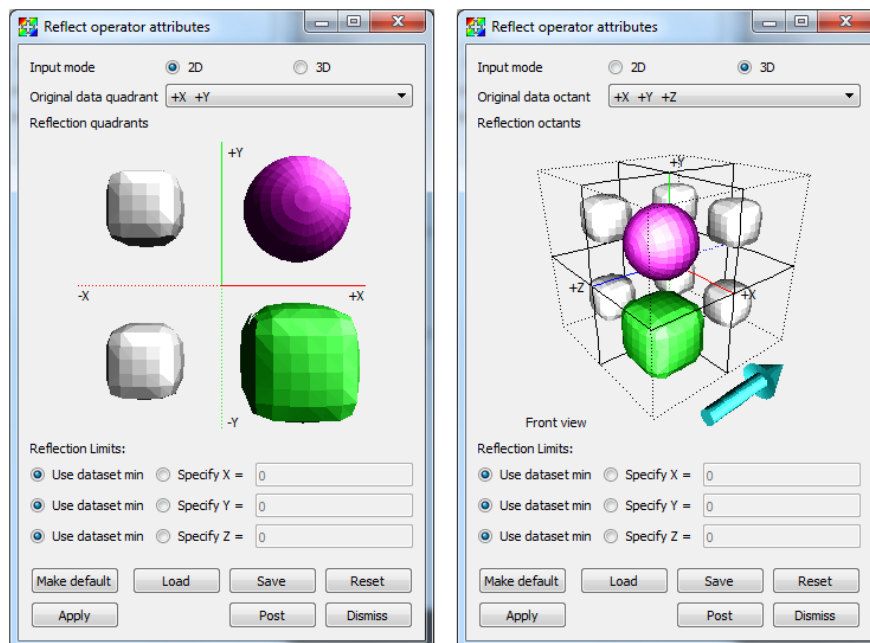 Reflect operator attributes
Input mode 2D 3D
Original data quadrant +X +Y
Reflection quadrants
+Y
-X +X
-Y
Reflection Limits:
Use dataset min Specify X = 0
Use dataset min Specify Y = 0
Use dataset min Specify Z = 0
Make default Load Save Reset
Apply Post Dismiss
Reflect operator attributes
Input mode 2D 3D
Original data octant +X +Y +Z
Reflection octants
+Y
+Z +X
Front view
Reflection Limits:
Use dataset min Specify X = 0
Use dataset min Specify Y = 0
Use dataset min Specify Z = 0
Make default Load Save Reset
Apply Post Dismiss